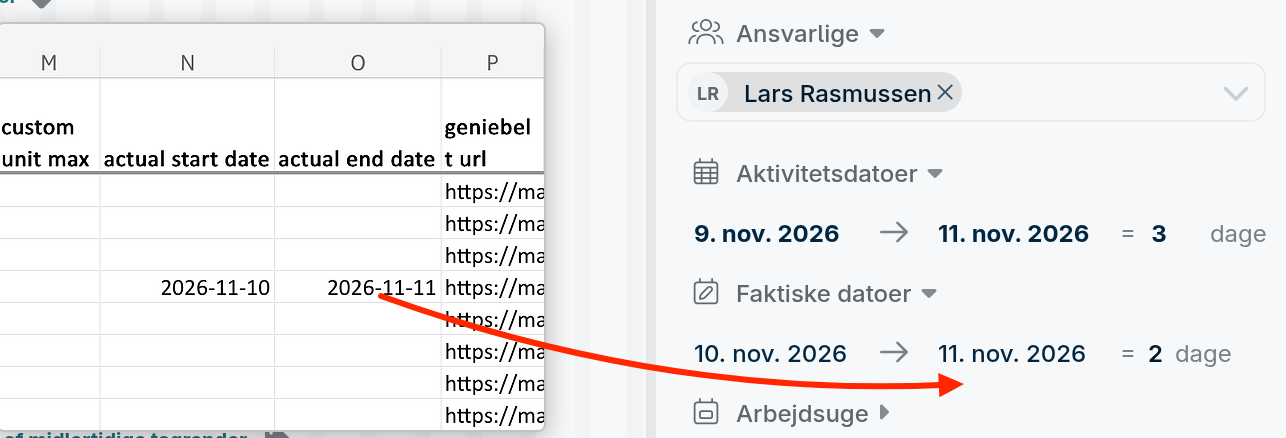 M N O P
custom
unit max
actual start date
actual end date
geniebel
t url
https://ma
https://ma
https://ma
2026-11-10 2026-11-11 https://ma
https://ma
https://ma
https://ma
https://ma
af midlertidige tegrender
Ansvarlige
LR Lars Rasmussen
Aktivitetsdatoer
9. nov. 2026 → 11. nov. 2026 = 3 dage
Faktiske datoer
10. nov. 2026 → 11. nov. 2026 = 2 dage
Arbejdsuge